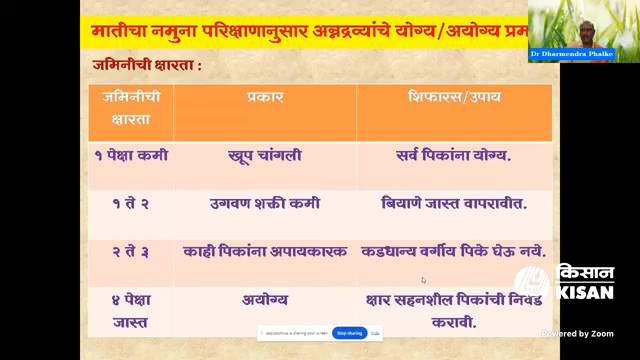 मातीचा नमुना परिक्षाणानुसार अन्नद्रव्यांचे योग्य/अयोग्य
Dr Dharmendra Phalke
जमिनीची क्षारता :
जमिनीची क्षारता प्रकार शिफारस/उपाय
१ पेक्षा कमी खूप चांगली सर्व पिकांना योग्य.
१ ते २ उगवण शक्ती कमी बियाणे जास्त वापरावीत.
२ ते ३ काही पिकांना अपायकारक कडधान्य वर्गीय पिके घेऊ नये.
४ पेक्षा जास्त अयोग्य क्षार सहनशील पिकांची निवड करावी.
किसान
KISAN
Stop sharing
Hide
Powered by Zoom